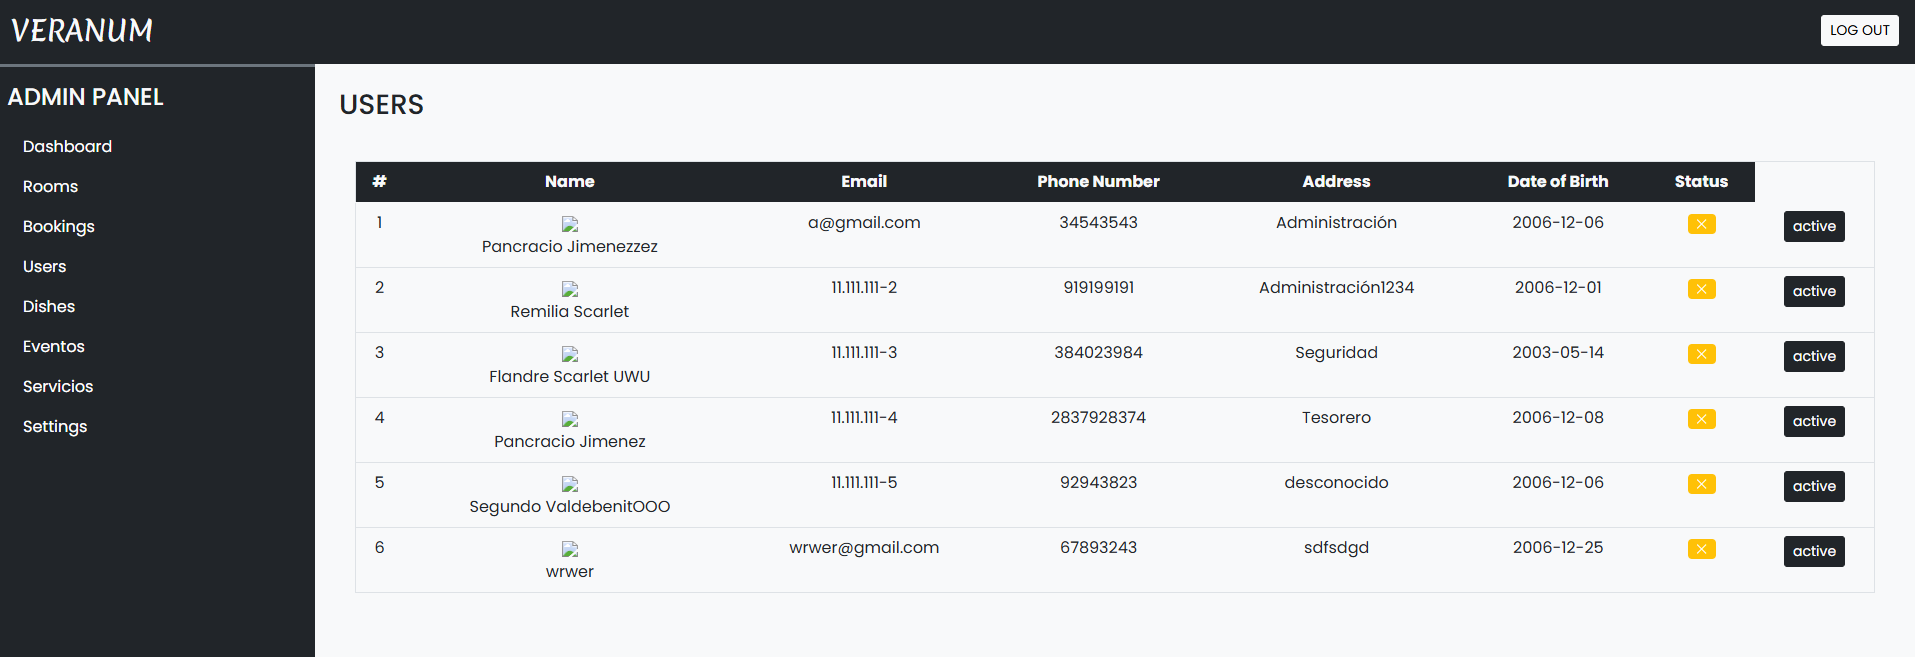 VERANUM
LOG OUT
ADMIN PANEL
Dashboard
Rooms
Bookings
Users
Dishes
Eventos
Servicios
Settings
USERS
# Name Email Phone Number Address Date of Birth Status
1 Pancracio Jimenezzez a@gmail.com 34543543 Administración 2006-12-06 active
2 Remilia Scarlet 11.111.111-2 919199191 Administración1234 2006-12-01 active
3 Flandre Scarlet UWU 11.111.111-3 384023984 Seguridad 2003-05-14 active
4 Pancracio Jimenez 11.111.111-4 2837928374 Tesorero 2006-12-08 active
5 Segundo ValdebenitOOO 11.111.111-5 92943823 desconocido 2006-12-06 active
6 wrwer wrwer@gmail.com 67893243 sdfsdgd 2006-12-25 active